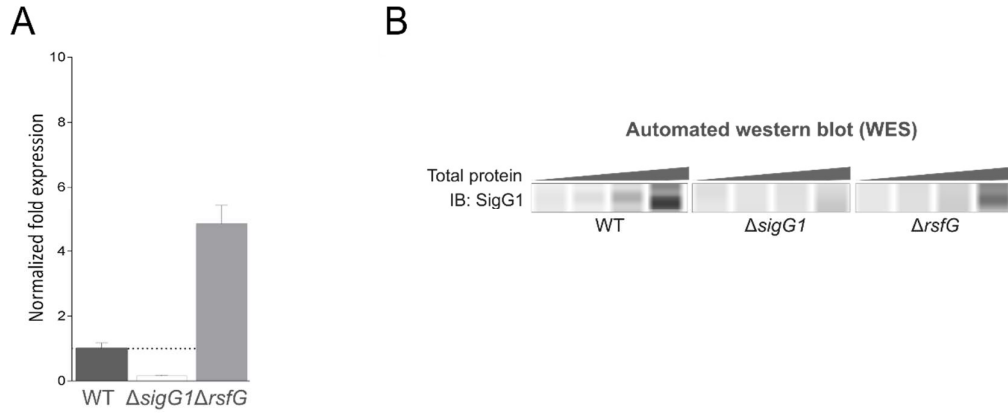 A
Normalized fold expression
10
8
6
4
2
1
0
WT ΔsigG1 ΔrsfG
B
Automated western blot (WES)
Total protein
IB: SigG1
WT ΔsigG1 ΔrsfG